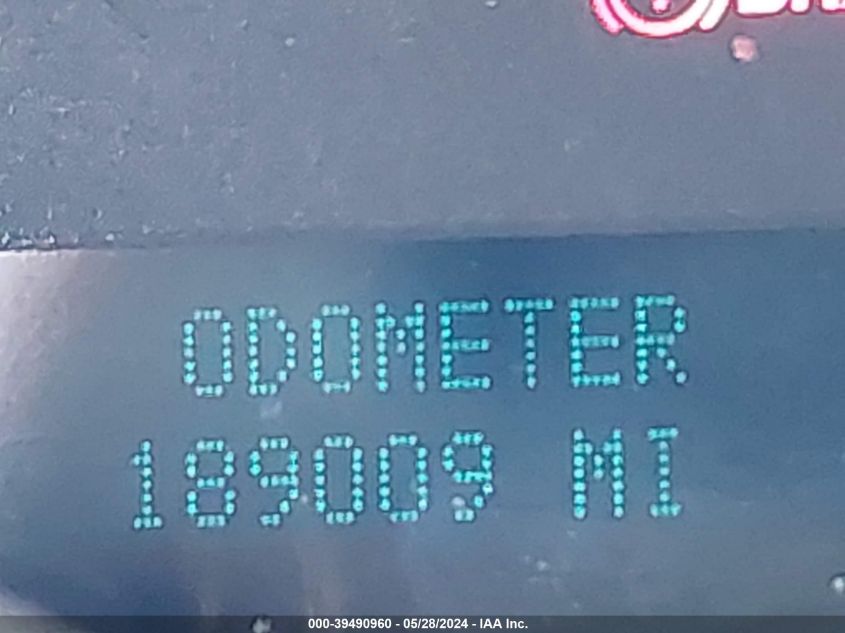 ODOMETER
189009 MI
000-39490960 - 05/28/2024 - IAA Inc.